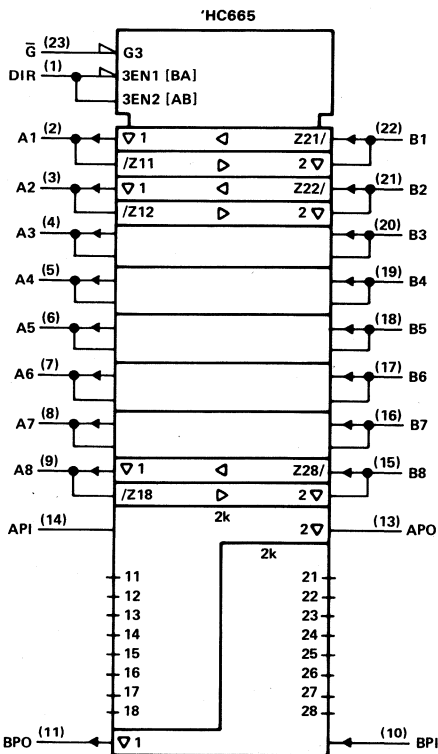 'HC665
G̅ (23) G3
DIR (1) 3EN1 [BA]
3EN2 [AB]
A1 (2) ▽ 1 ◁ Z21/ (22) B1
/Z11 ▷ 2 ▽
A2 (3) ▽ 1 ◁ Z22/ (21) B2
/Z12 ▷ 2 ▽
A3 (4) (20) B3
A4 (5) (19) B4
A5 (6) (18) B5
A6 (7) (17) B6
A7 (8) (16) B7
A8 (9) ▽ 1 ◁ Z28/ (15) B8
/Z18 ▷ 2 ▽
2k
API (14) 2 ▽ (13) APO
2k
11 21
12 22
13 23
14 24
15 25
16 26
17 27
18 28
BPO (11) ▽ 1 (10) BPI